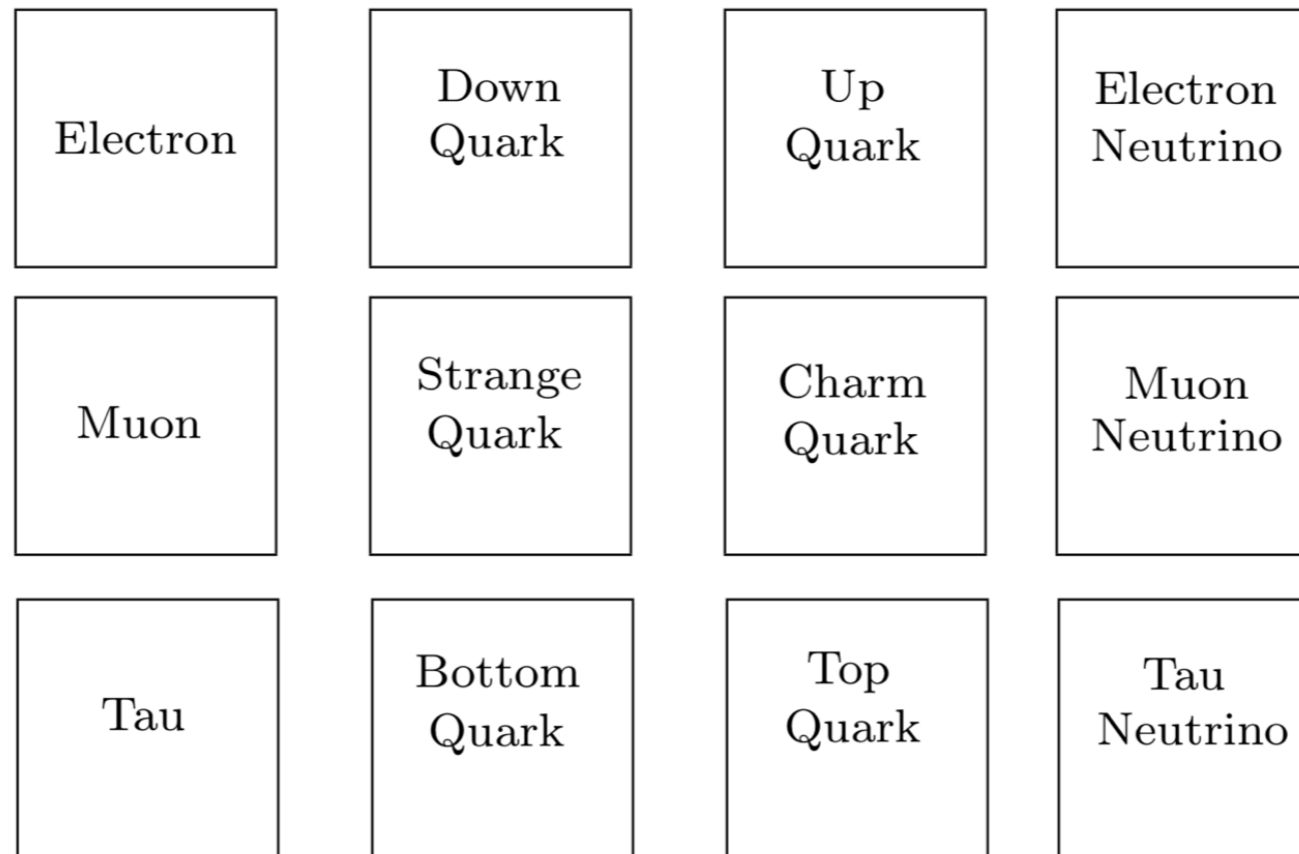 Electron
Down
Quark
Up
Quark
Electron
Neutrino
Muon
Strange
Quark
Charm
Quark
Muon
Neutrino
Tau
Bottom
Quark
Top
Quark
Tau
Neutrino